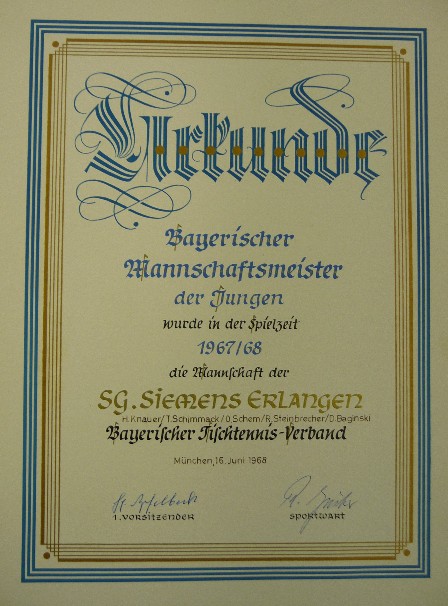 Urkunde
Bayerischer
Mannschaftsmeister
der Jungen
wurde in der Spielzeit
1967/68
die Mannschaft der
SG. Siemens Erlangen
H. Knauer/T. Schimmack/O. Schem/R. Steinbrecher/D. Baginski
Bayerischer Tischtennis-Verband
München, 16. Juni 1968
1. Vorsitzender
Sportwart